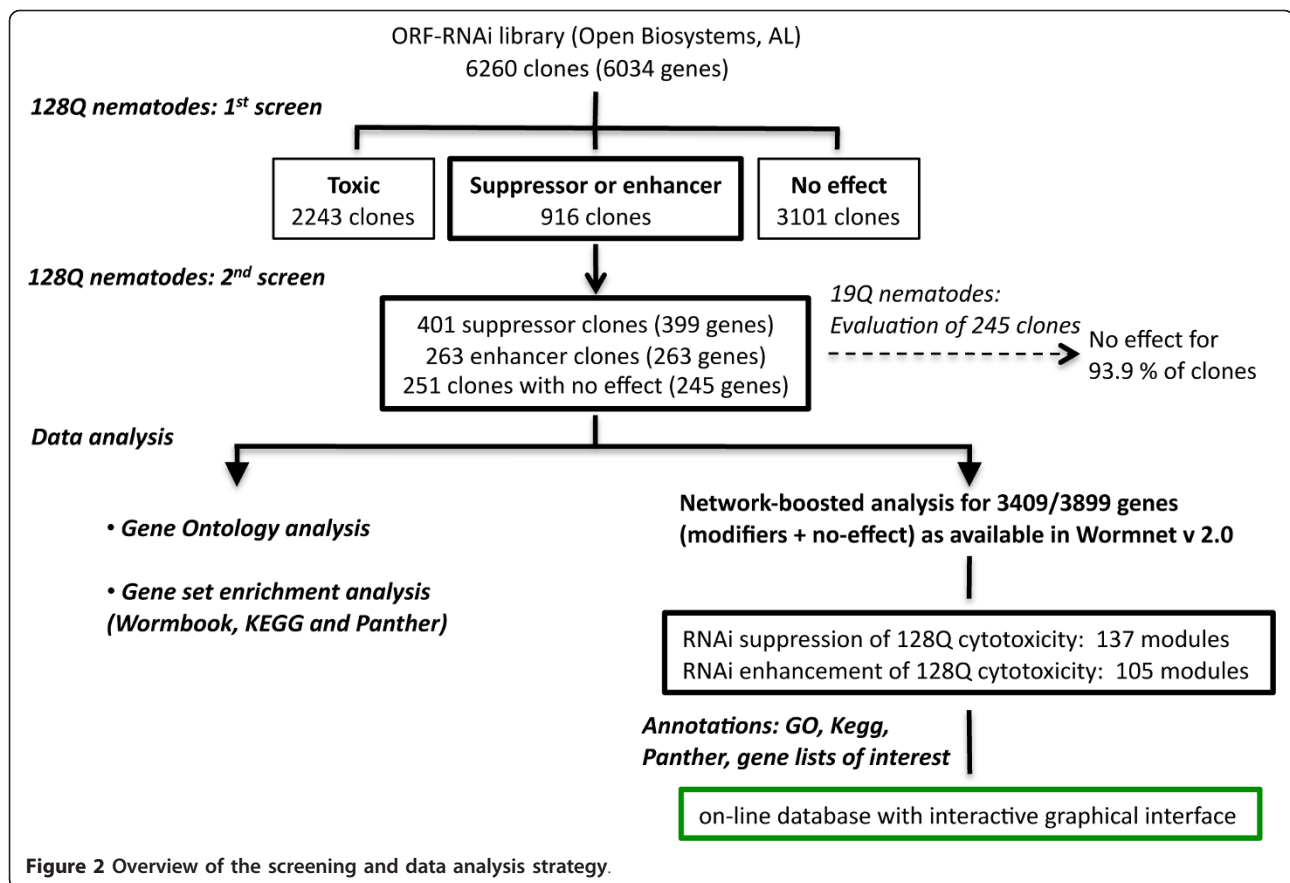 ORF-RNAi library (Open Biosystems, AL)
6260 clones (6034 genes)
128Q nematodes: 1st screen
Toxic
2243 clones
Suppressor or enhancer
916 clones
No effect
3101 clones
128Q nematodes: 2nd screen
401 suppressor clones (399 genes)
263 enhancer clones (263 genes)
251 clones with no effect (245 genes)
19Q nematodes:
Evaluation of 245 clones
No effect for
93.9 % of clones
Data analysis
• Gene Ontology analysis
• Gene set enrichment analysis
(Wormbook, KEGG and Panther)
Network-boosted analysis for 3409/3899 genes
(modifiers + no-effect) as available in Wormnet v 2.0
RNAi suppression of 128Q cytotoxicity: 137 modules
RNAi enhancement of 128Q cytotoxicity: 105 modules
Annotations: GO, Kegg,
Panther, gene lists of interest
on-line database with interactive graphical interface
Figure 2 Overview of the screening and data analysis strategy.